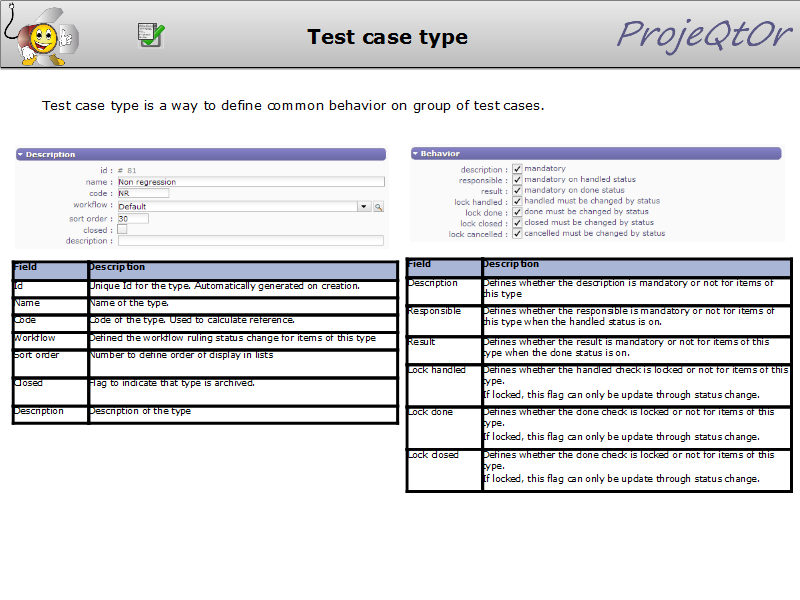 Test case type
ProjeQtOr
Test case type is a way to define common behavior on group of test cases.
Description
id : # 81
name : Non regression
code : NR
workflow : Default
sort order : 30
closed :
description :
Field Description
Id Unique Id for the type. Automatically generated on creation.
Name Name of the type.
Code Code of the type. Used to calculate reference.
Workflow Defined the workflow ruling status change for items of this type
Sort order Number to define order of display in lists
Closed Flag to indicate that type is archived.
Description Description of the type
Behavior
description : mandatory
responsible : mandatory on handled status
result : mandatory on done status
lock handled : handled must be changed by status
lock done : done must be changed by status
lock closed : closed must be changed by status
lock cancelled : cancelled must be changed by status
Field Description
Description Defines whether the description is mandatory or not for items of
this type
Responsible Defines whether the responsible is mandatory or not for items of
this type when the handled status is on.
Result Defines whether the result is mandatory or not for items of this
type when the done status is on.
Lock handled Defines whether the handled check is locked or not for items of this
type.
If locked, this flag can only be update through status change.
Lock done Defines whether the done check is locked or not for items of this
type.
If locked, this flag can only be update through status change.
Lock closed Defines whether the done check is locked or not for items of this
type.
If locked, this flag can only be update through status change.